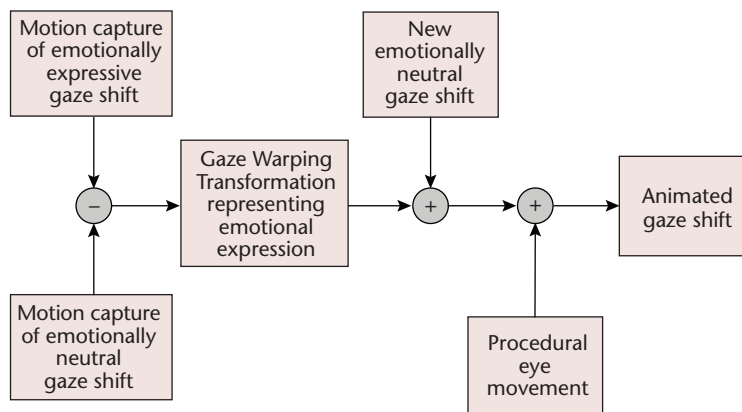 Motion capture
of emotionally
expressive
gaze shift
New
emotionally
neutral
gaze shift
Gaze Warping
Transformation
representing
emotional
expression
Animated
gaze shift
–
+
+
Motion capture
of emotionally
neutral
gaze shift
Procedural
eye
movement